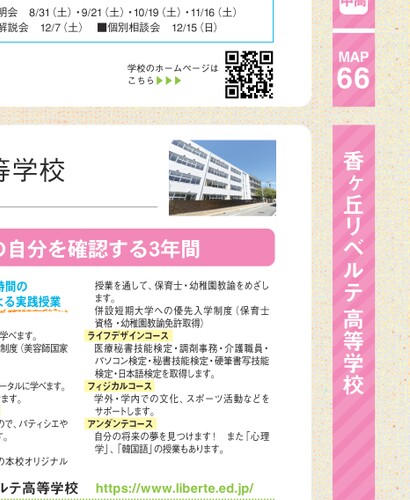 明会 8/31（土）・9/21（土）・10/19（土）・11/16（土）
解説会 12/7（土） ■個別相談会 12/15（日）
学校のホームページは
こちら▶▶▶
中高
MAP
66
香ヶ丘リベルテ高等学校
等学校
の自分を確認する3年間
時間の
よる実践授業
学べます。
制度（美容師国家
ータルに学べます。
ます。
ので、パティシエや
す。
の本校オリジナル
授業を通して、保育士・幼稚園教諭をめざし
ます。
併設短期大学への優先入学制度（保育士
資格・幼稚園教諭免許取得）
ライフデザインコース
医療秘書技能検定・調剤事務・介護職員・
パソコン検定・秘書技能検定・硬筆書写技能
検定・日本語検定を取得します。
フィジカルコース
学外・学内での文化、スポーツ活動などを
サポートします。
アンダンテコース
自分の将来の夢を見つけます！ また「心理
学」、「韓国語」の授業もあります。
ルテ高等学校 https://www.liberte.ed.jp/